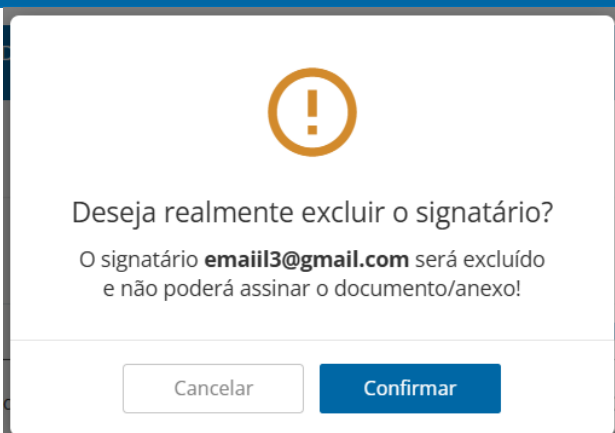 Deseja realmente excluir o signatário?
O signatário emaiil3@gmail.com será excluído
e não poderá assinar o documento/anexo!
Cancelar
Confirmar